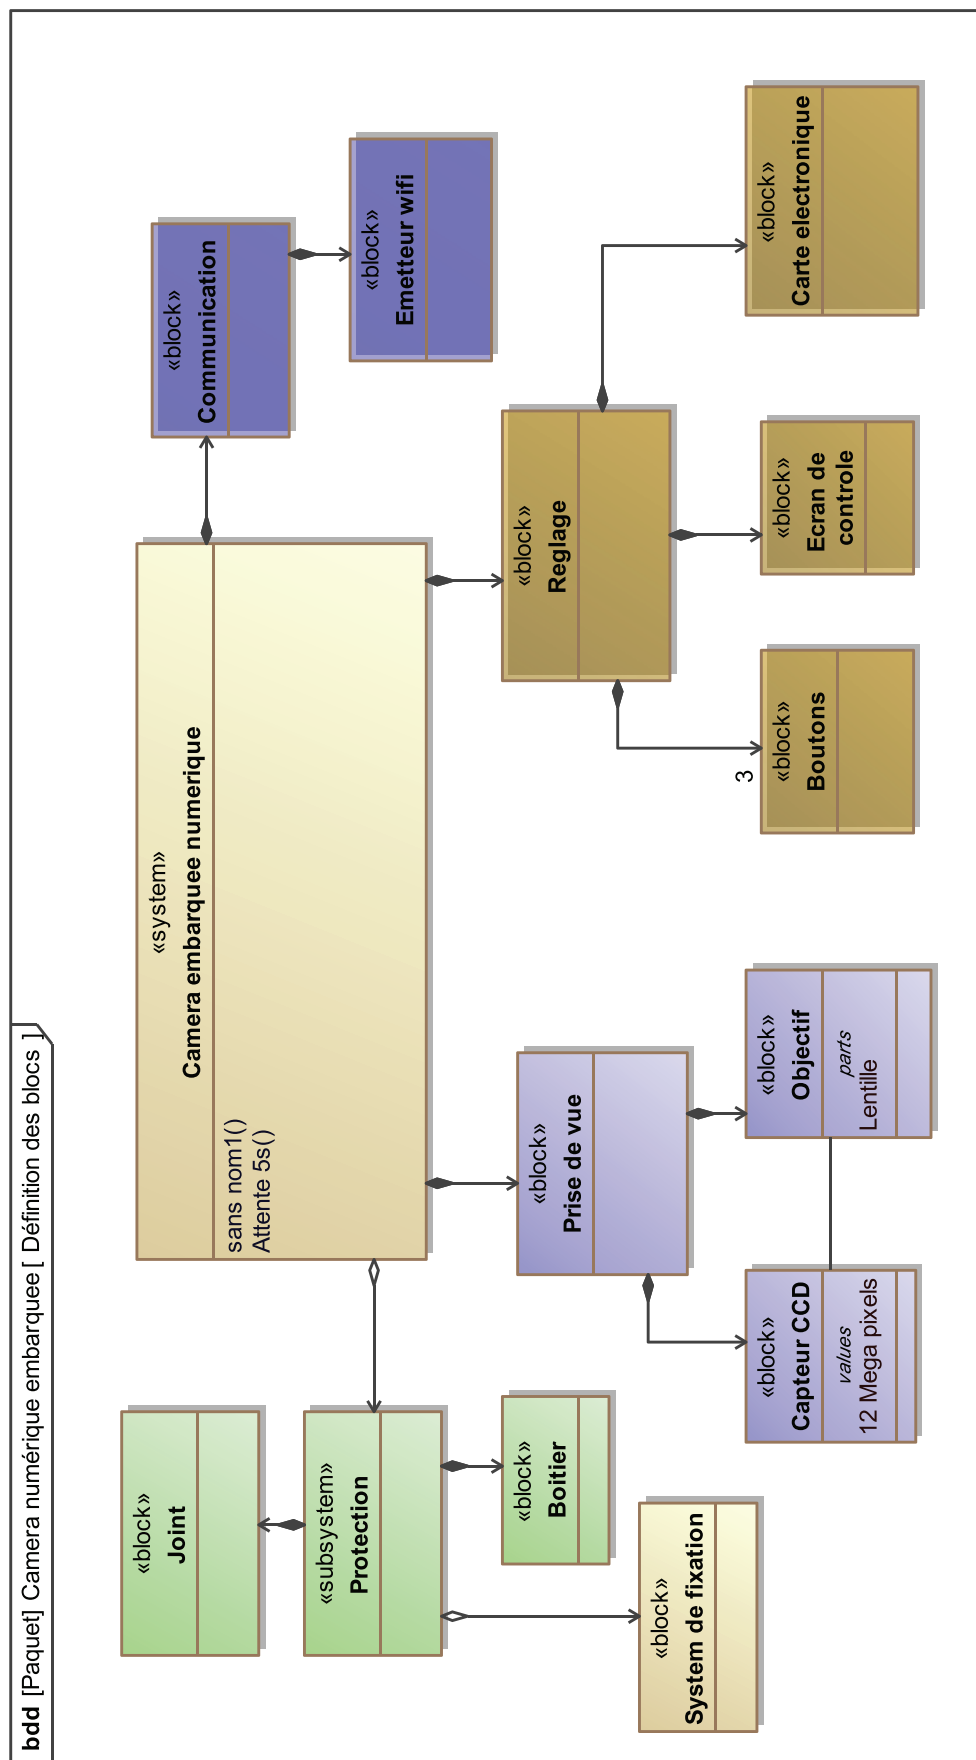 bdd [Paquet] Camera numérique embarquee [ Définition des blocs ]
«block»
Joint
«subsystem»
Protection
«block»
Boitier
«block»
System de fixation
«system»
Camera embarquee numerique
sans nom1()
Attente 5s()
«block»
Communication
«block»
Emetteur wifi
«block»
Prise de vue
«block»
Capteur CCD
values
12 Mega pixels
«block»
Objectif
parts
Lentille
«block»
Reglage
3
«block»
Boutons
«block»
Ecran de
controle
«block»
Carte electronique